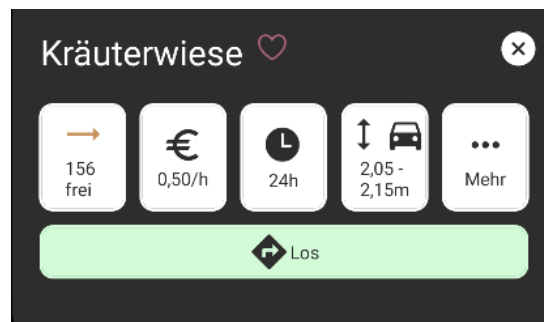 Kräuterwiese
156
frei
€
0,50/h
24h
2,05 -
2,15m
Mehr
Los